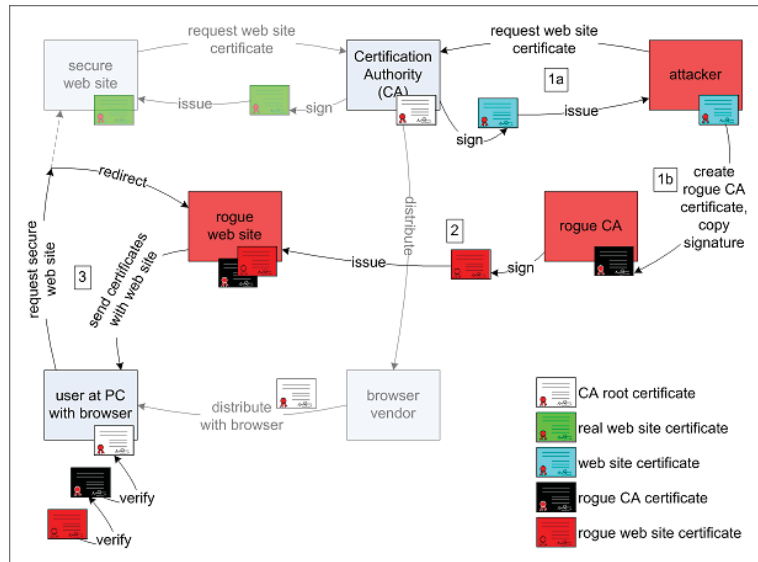 request web site
certificate
secure
web site
issue
sign
Certification
Authority
(CA)
request web site
certificate
1a
attacker
sign
issue
redirect
rogue
web site
distribute
2
issue
sign
rogue CA
1b
create
rogue CA
certificate,
copy
signature
request secure
web site
3
send certificates
with web site
user at PC
with browser
distribute
with browser
browser
vendor
verify
verify
CA root certificate
real web site certificate
web site certificate
rogue CA certificate
rogue web site certificate